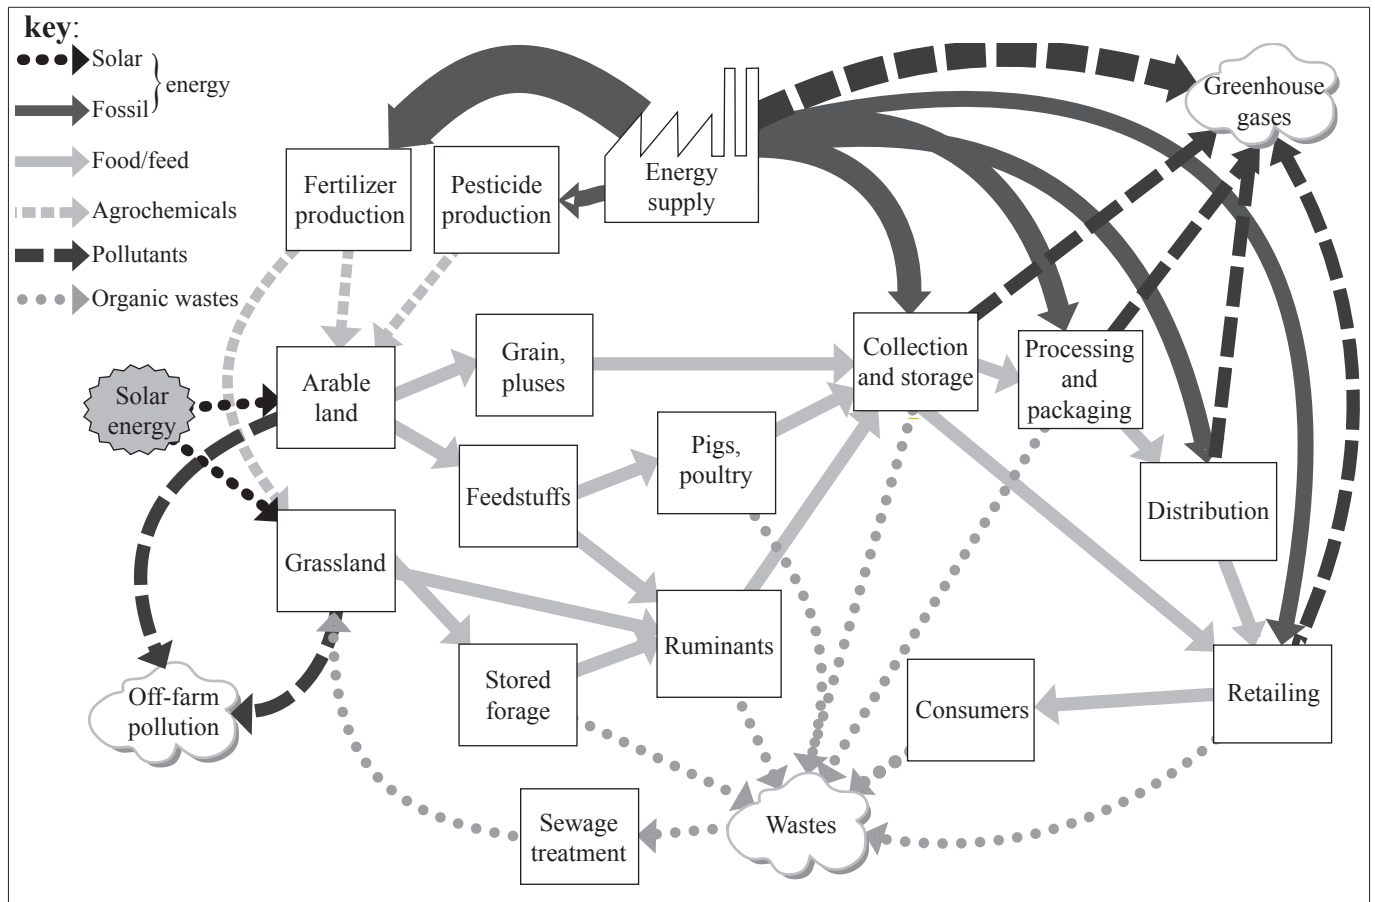 key:
Solar
energy
Fossil
Food/feed
Agrochemicals
Pollutants
Organic wastes
Greenhouse
gases
Energy
supply
Fertilizer
production
Pesticide
production
Solar
energy
Arable
land
Grain,
pluses
Collection
and storage
Processing
and
packaging
Pigs,
poultry
Feedstuffs
Distribution
Grassland
Ruminants
Stored
forage
Off-farm
pollution
Consumers
Retailing
Sewage
treatment
Wastes